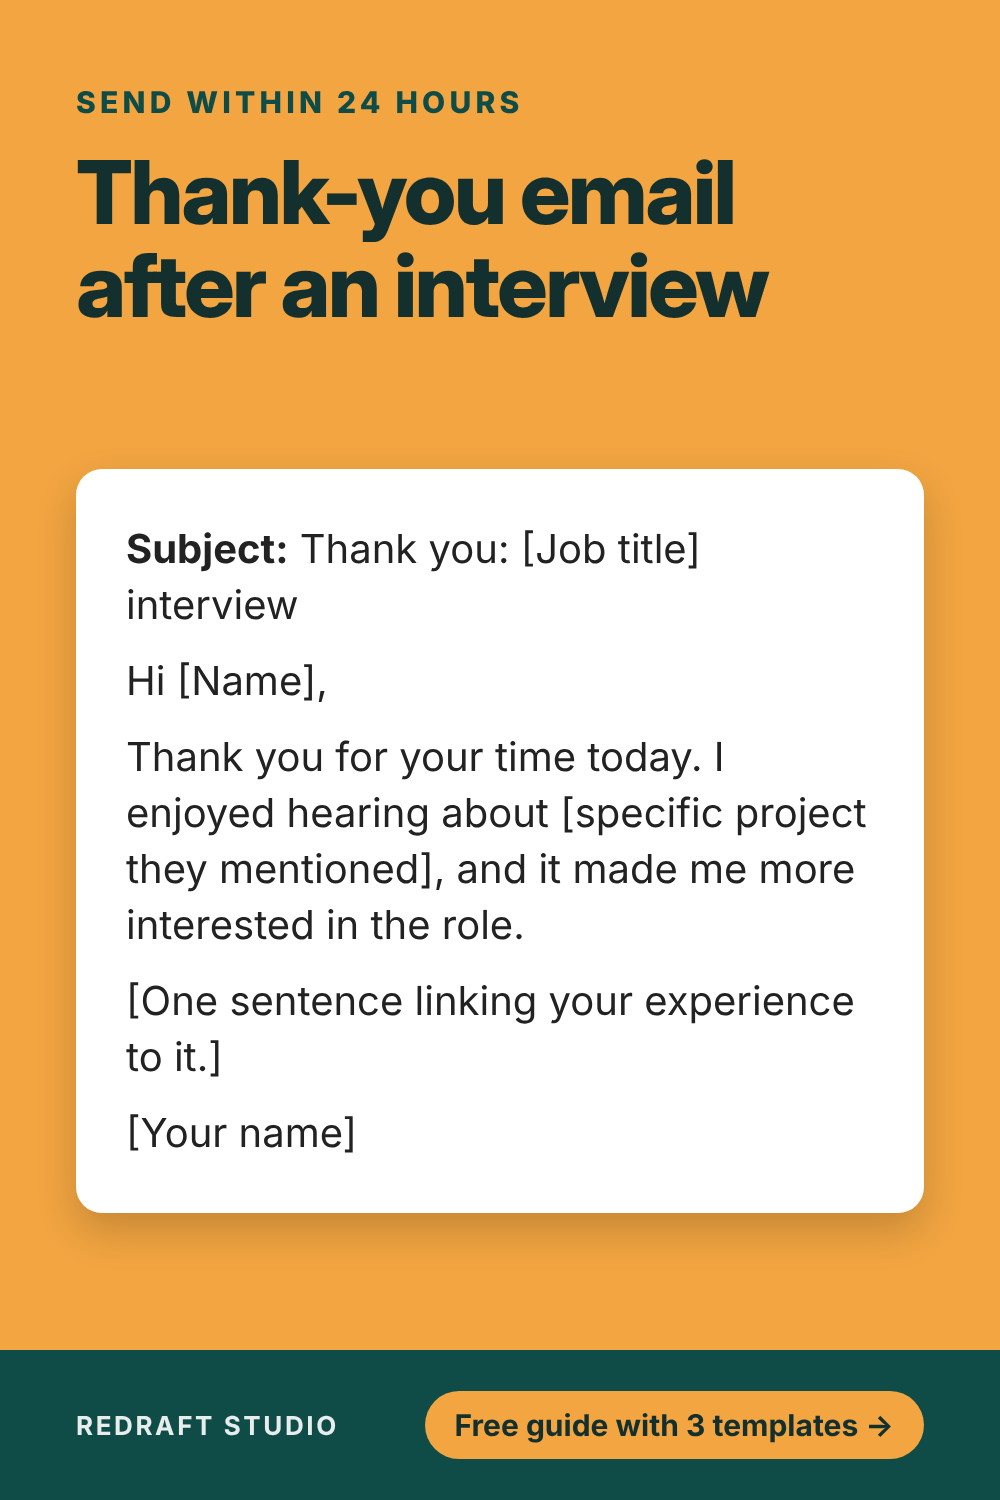 SEND WITHIN 24 HOURS
Thank-you email
after an interview
Subject: Thank you: [Job title]
interview
Hi [Name],
Thank you for your time today. I
enjoyed hearing about [specific project
they mentioned], and it made me more
interested in the role.
[One sentence linking your experience
to it.]
[Your name]
REDRAFT STUDIO
Free guide with 3 templates →